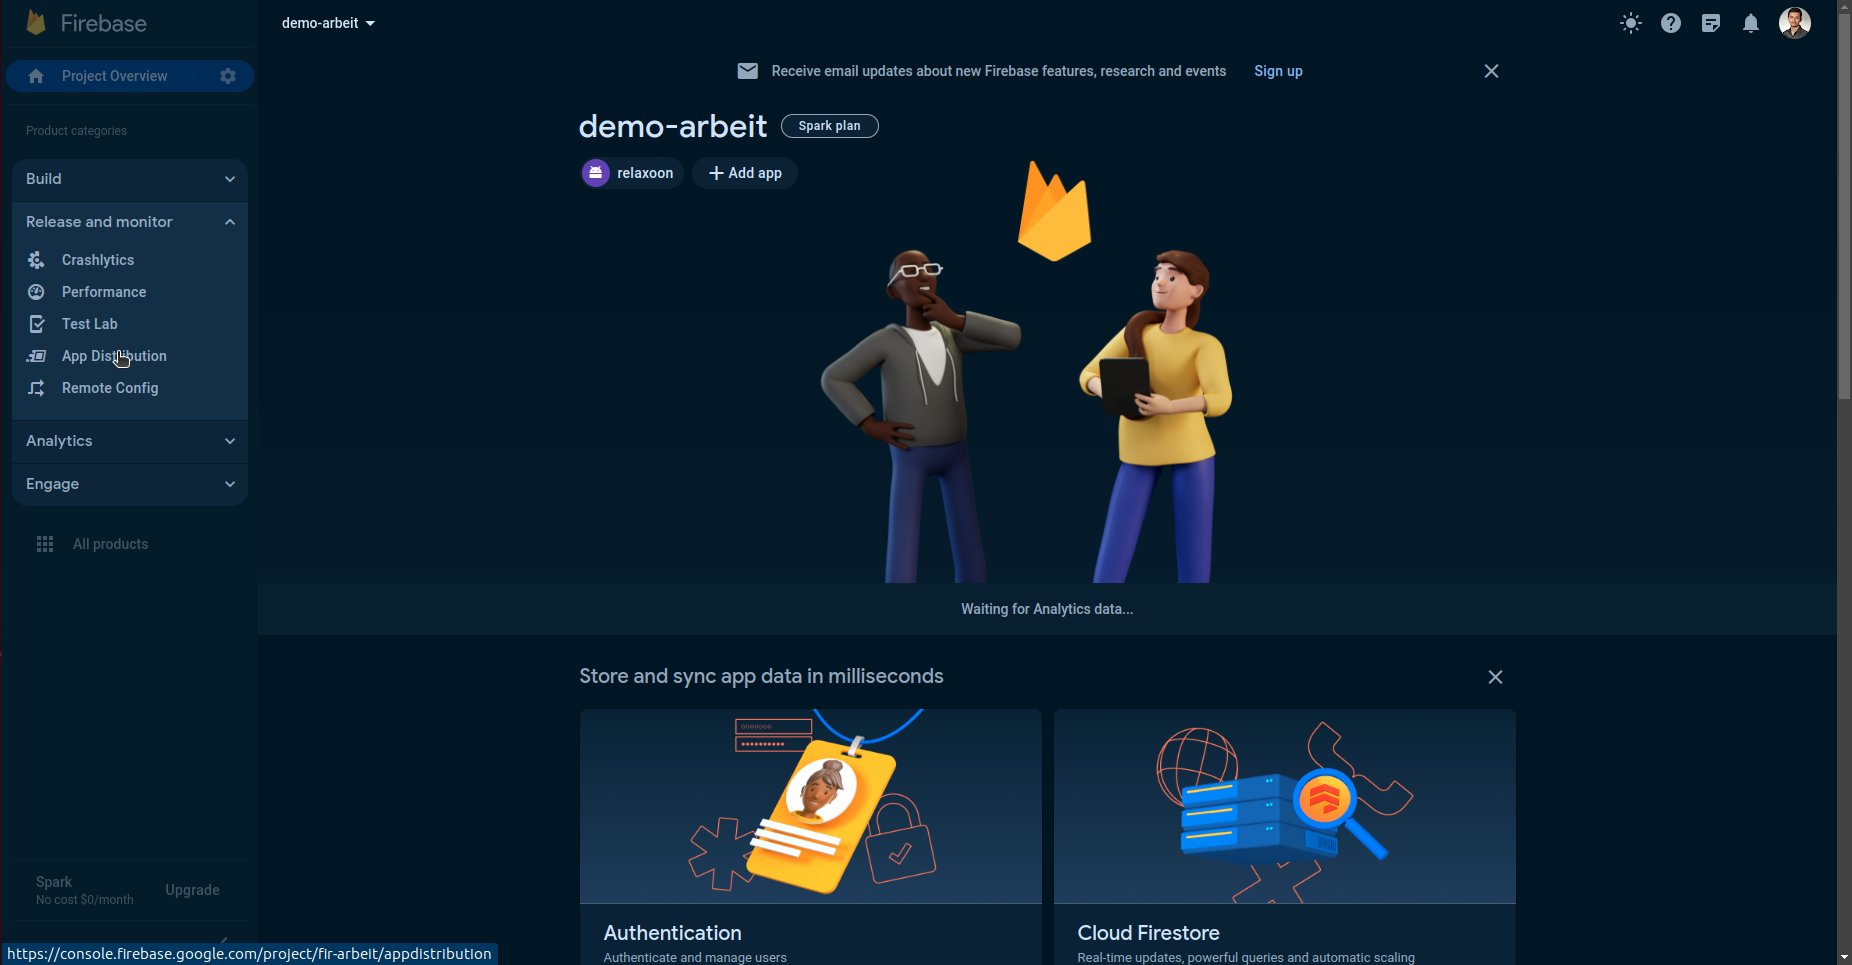 Firebase
demo-arbeit
Project Overview
Receive email updates about new Firebase features, research and events Sign up
demo-arbeit Spark plan
relaxoon Add app
Product categories
Build
Release and monitor
Crashlytics
Performance
Test Lab
App Distribution
Remote Config
Analytics
Engage
All products
Waiting for Analytics data...
Store and sync app data in milliseconds
Authentication
Authenticate and manage users
Cloud Firestore
Real-time updates, powerful queries and automatic scaling
Spark
No cost $0/month
Upgrade
https://console.firebase.google.com/project/fir-arbeit/appdistribution